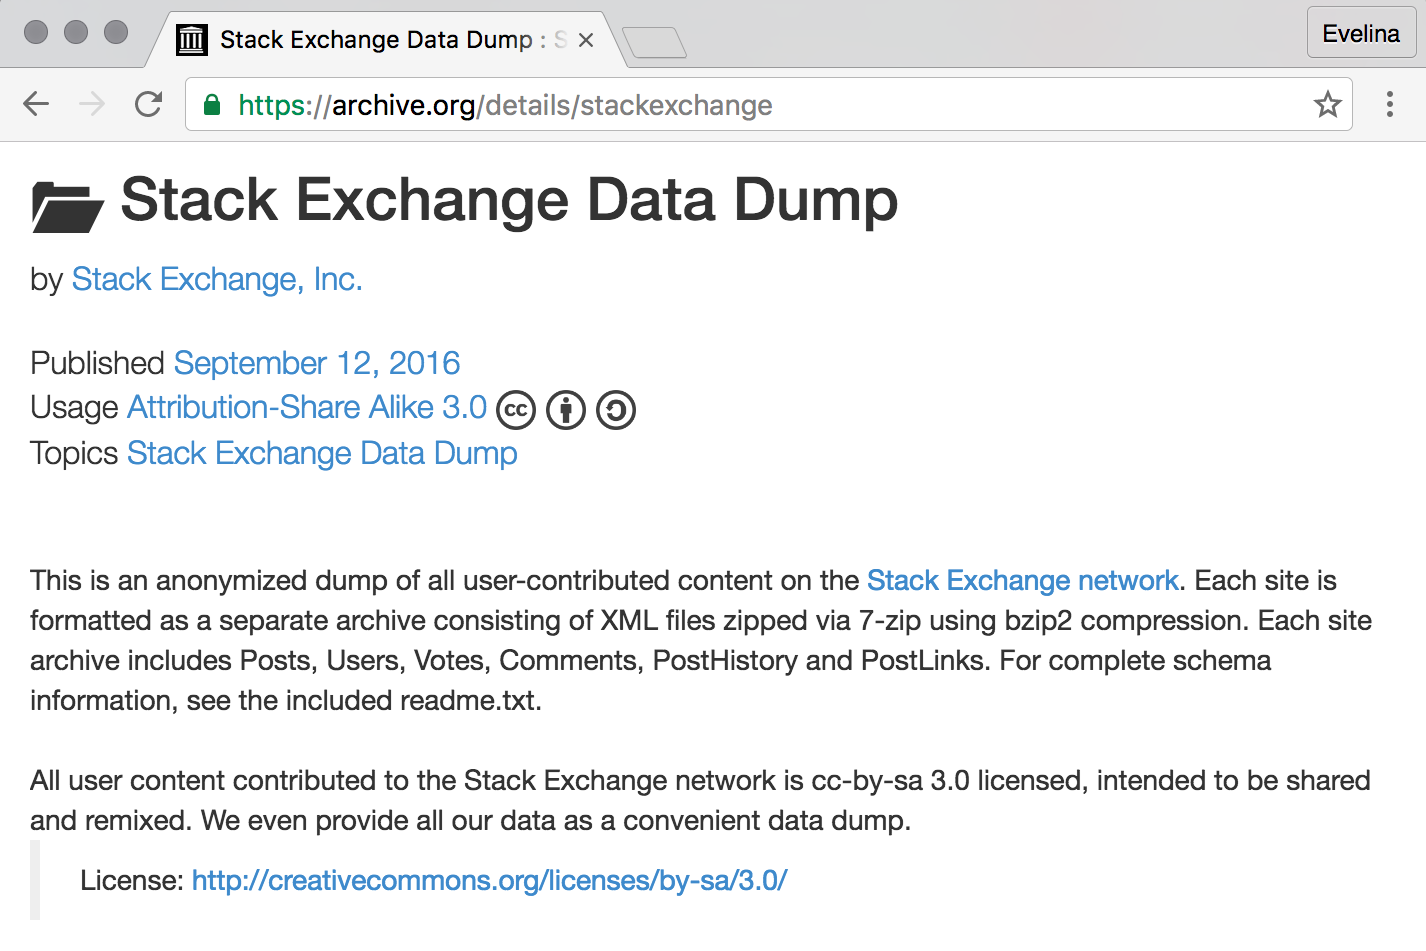 Stack Exchange Data Dump : S
Evelina
https://archive.org/details/stackexchange
Stack Exchange Data Dump
by Stack Exchange, Inc.
Published September 12, 2016
Usage Attribution-Share Alike 3.0 cc
Topics Stack Exchange Data Dump
This is an anonymized dump of all user-contributed content on the Stack Exchange network. Each site is
formatted as a separate archive consisting of XML files zipped via 7-zip using bzip2 compression. Each site
archive includes Posts, Users, Votes, Comments, PostHistory and PostLinks. For complete schema
information, see the included readme.txt.
All user content contributed to the Stack Exchange network is cc-by-sa 3.0 licensed, intended to be shared
and remixed. We even provide all our data as a convenient data dump.
License: http://creativecommons.org/licenses/by-sa/3.0/